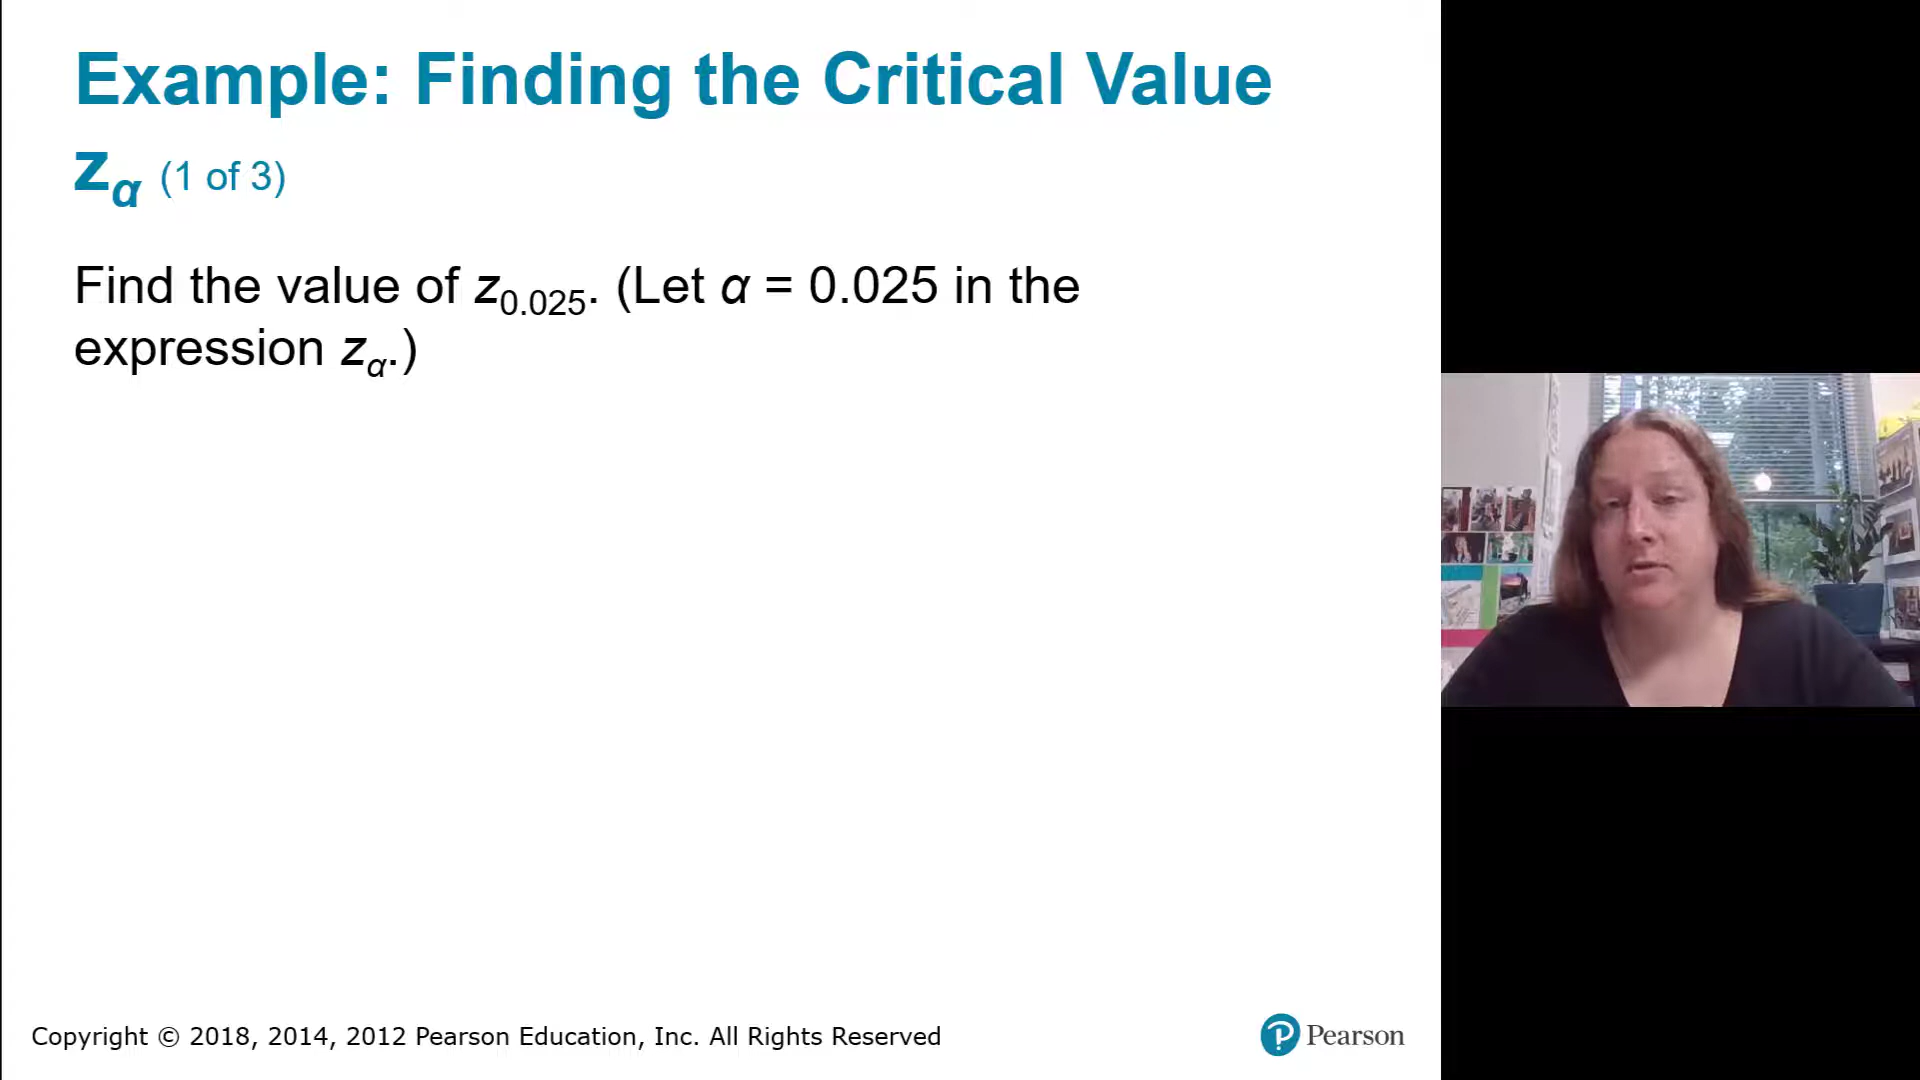 Example: Finding the Critical Value
zα (1 of 3)
Find the value of z0.025. (Let α = 0.025 in the
expression zα.)
Copyright © 2018, 2014, 2012 Pearson Education, Inc. All Rights Reserved
Pearson